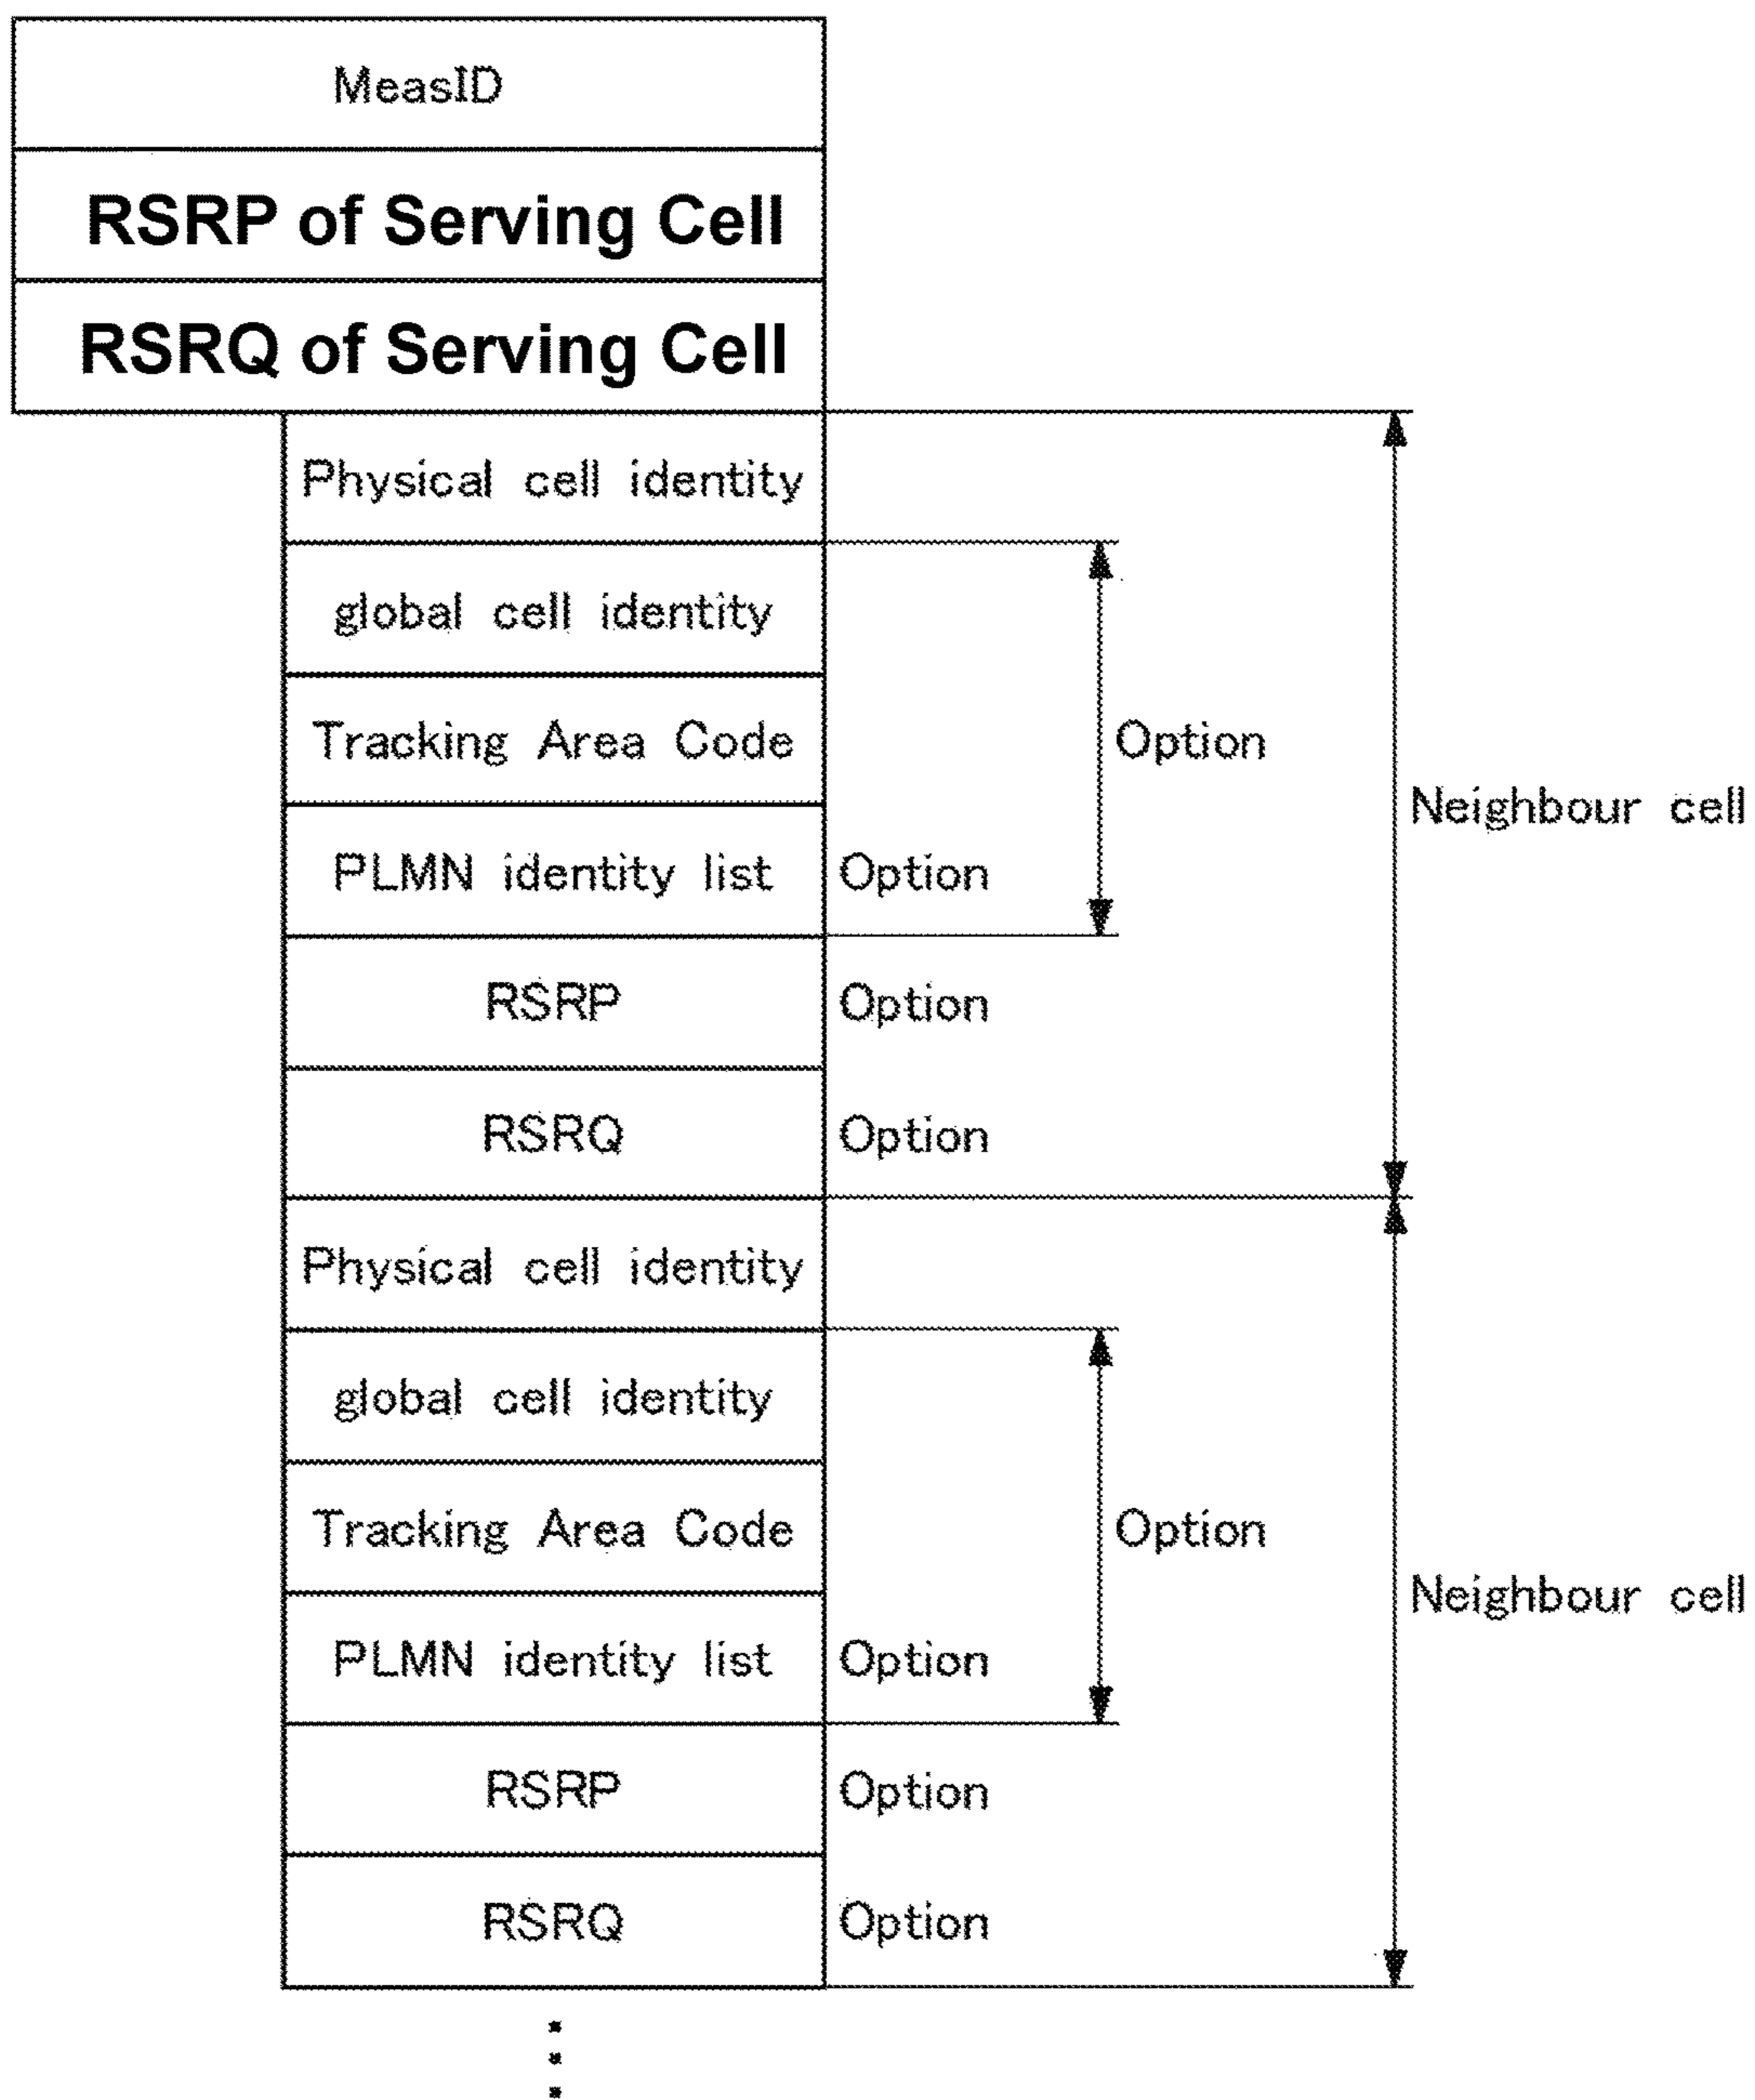 MeasID
RSRP of Serving Cell
RSRQ of Serving Cell
Physical cell identity
global cell identity
Tracking Area Code Option
Neighbour cell
PLMN identity list Option
RSRP Option
RSRQ Option
Physical cell identity
global cell identity
Tracking Area Code Option
Neighbour cell
PLMN identity list Option
RSRP Option
RSRQ Option